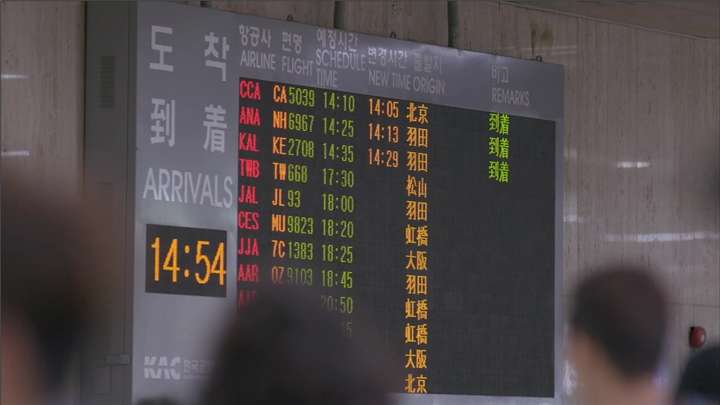 도착
到着
ARRIVALS
14:54
KAC 한국공
항공사 편명 예정시간 변경시간 출발지 비고
AIRLINE FLIGHT SCHEDULE TIME NEW TIME ORIGIN REMARKS
CCA CA5039 14:10 14:05 北京 到着
ANA NH6967 14:25 14:13 羽田 到着
KAL KE2708 14:35 14:29 羽田 到着
TWB TW668 17:30 松山
JAL JL93 18:00 羽田
CES MU9823 18:20 虹橋
JJA 7C1383 18:25 大阪
AAR OZ9103 18:45 羽田
20:50 虹橋
虹橋
大阪
北京